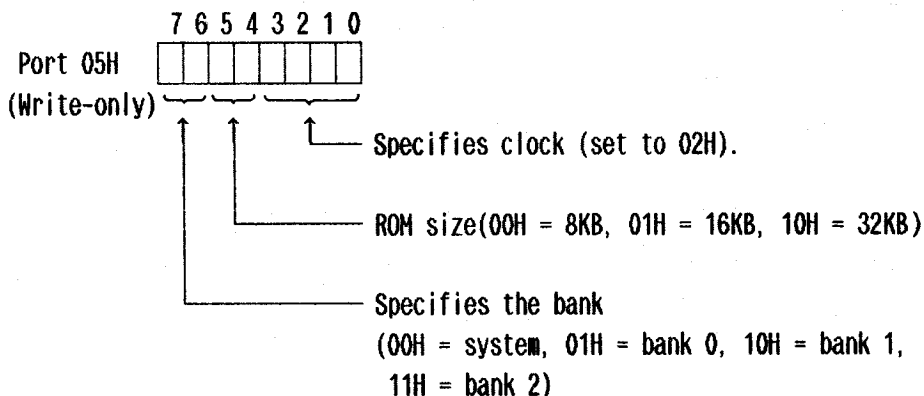 7 6 5 4 3 2 1 0
Port 05H
(Write-only)
Specifies clock (set to 02H).
ROM size(00H = 8KB, 01H = 16KB, 10H = 32KB)
Specifies the bank
(00H = system, 01H = bank 0, 10H = bank 1,
11H = bank 2)